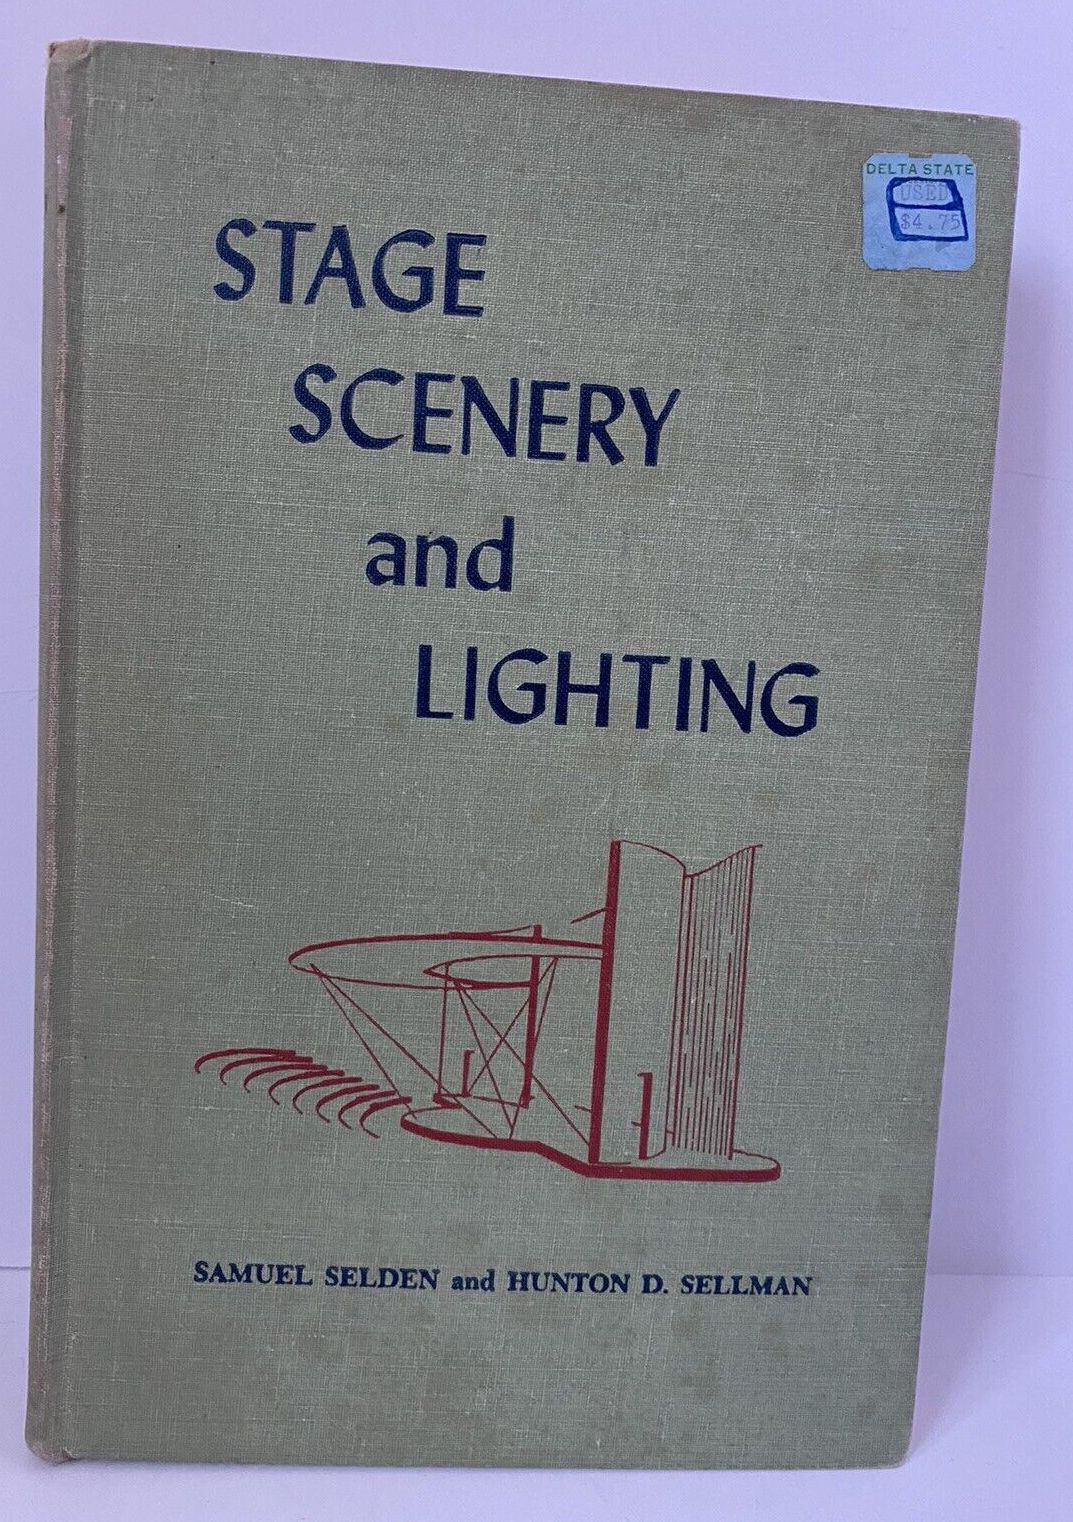 DELTA STATE
USED
$4.75
STAGE
SCENERY
and
LIGHTING
SAMUEL SELDEN and HUNTON D. SELLMAN